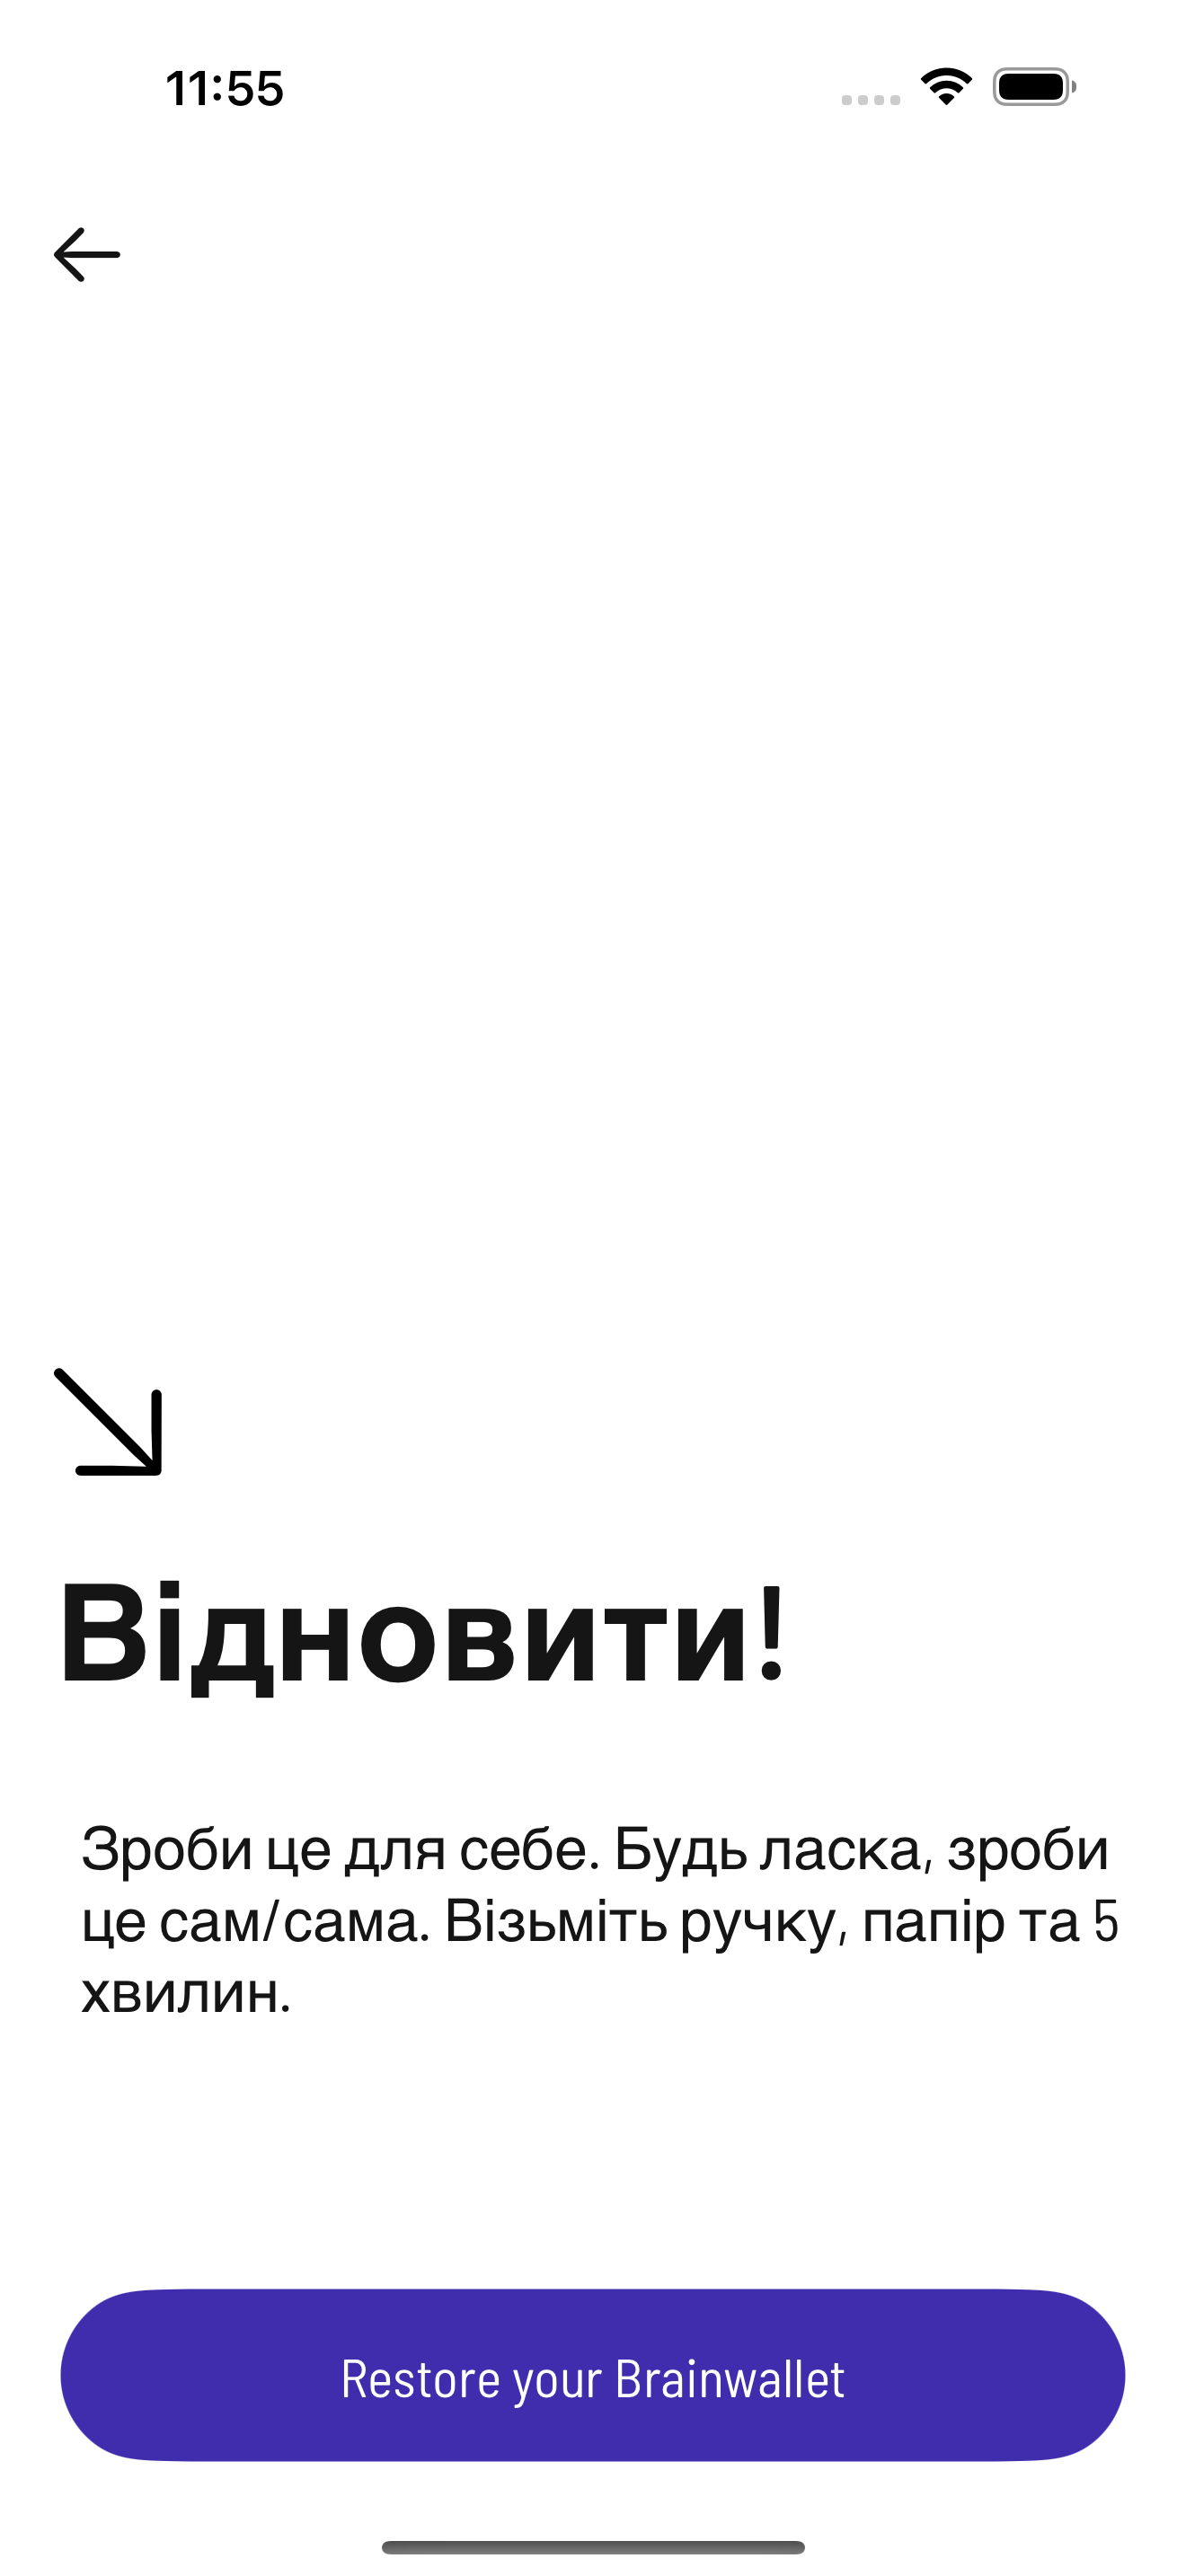 11:55
Відновити!
Зроби це для себе. Будь ласка, зроби
це сам/сама. Візьміть ручку, папір та 5
хвилин.
Restore your Brainwallet